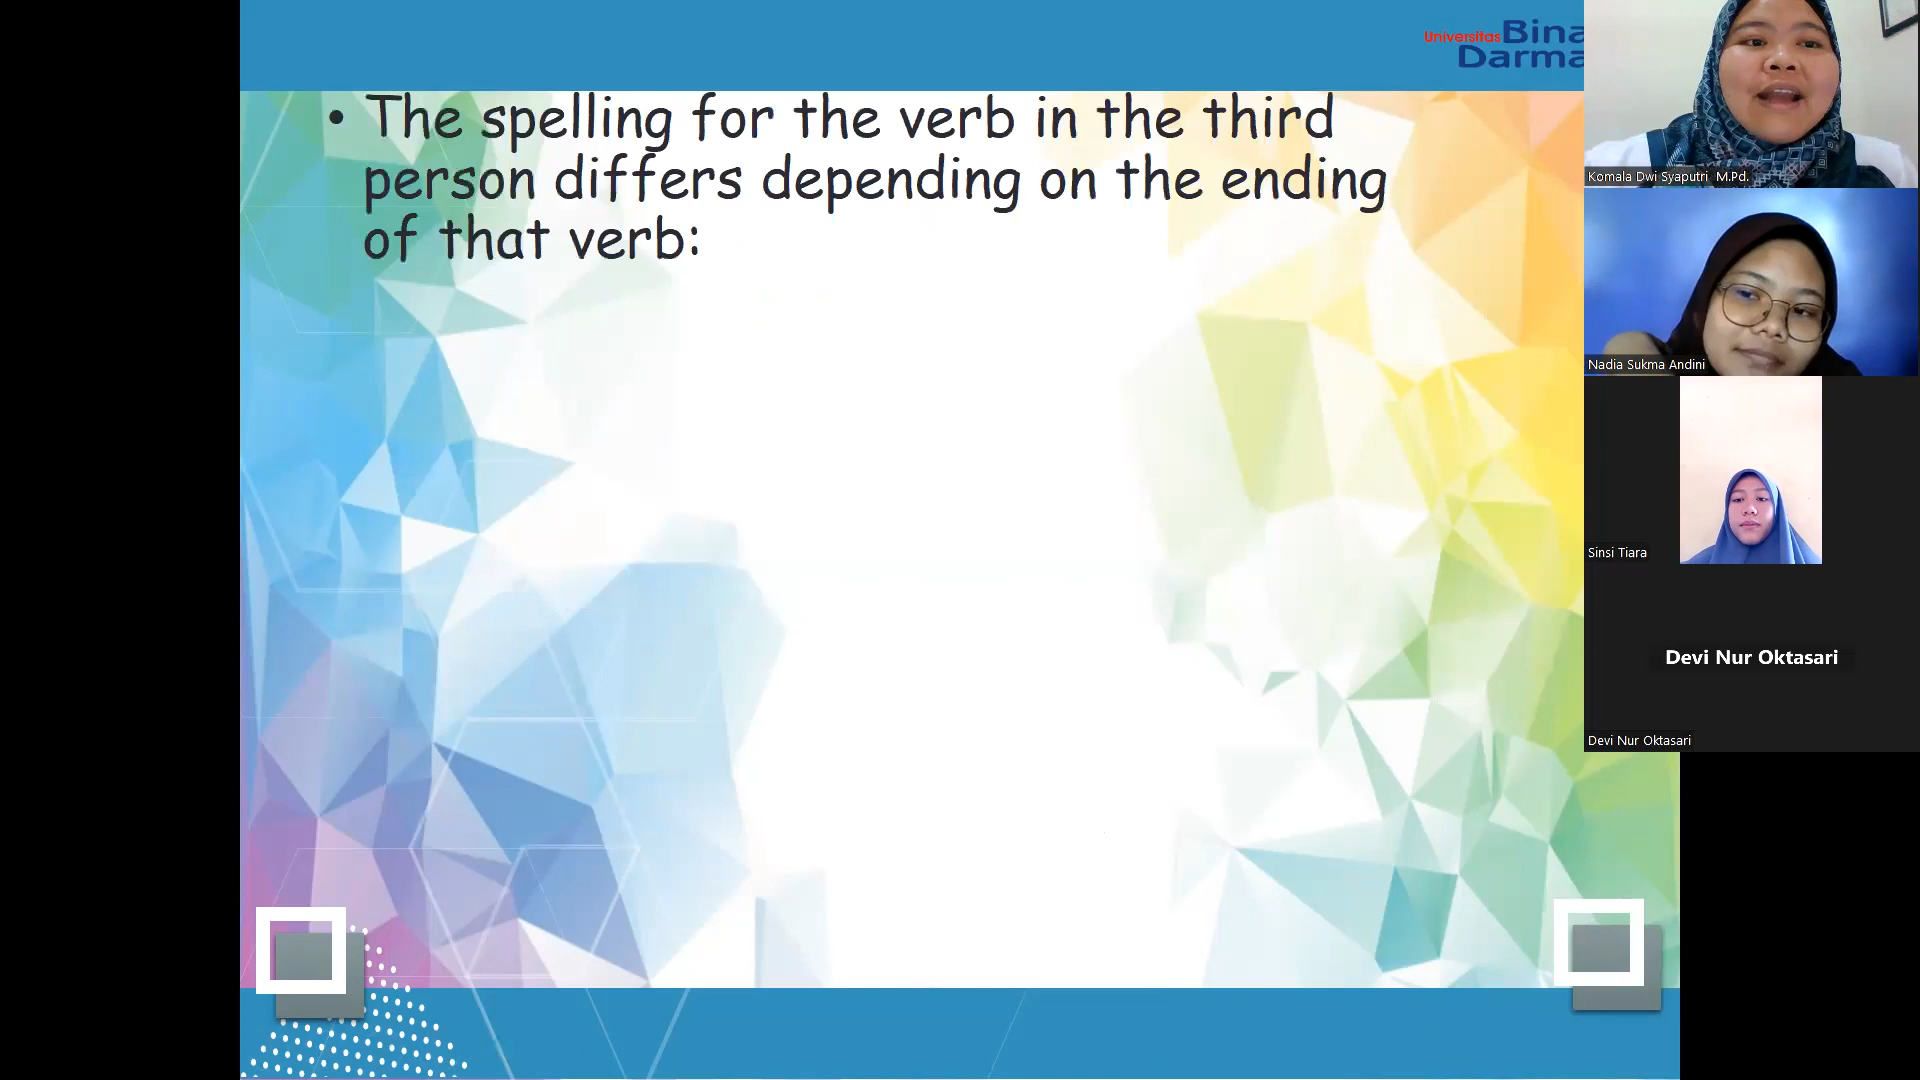 Universitas Bina
Darma
• The spelling for the verb in the third
person differs depending on the ending
of that verb:
Komala Dwi Syaputri M.Pd.
Nadia Sukma Andini
Sinsi Tiara
Devi Nur Oktasari
Devi Nur Oktasari